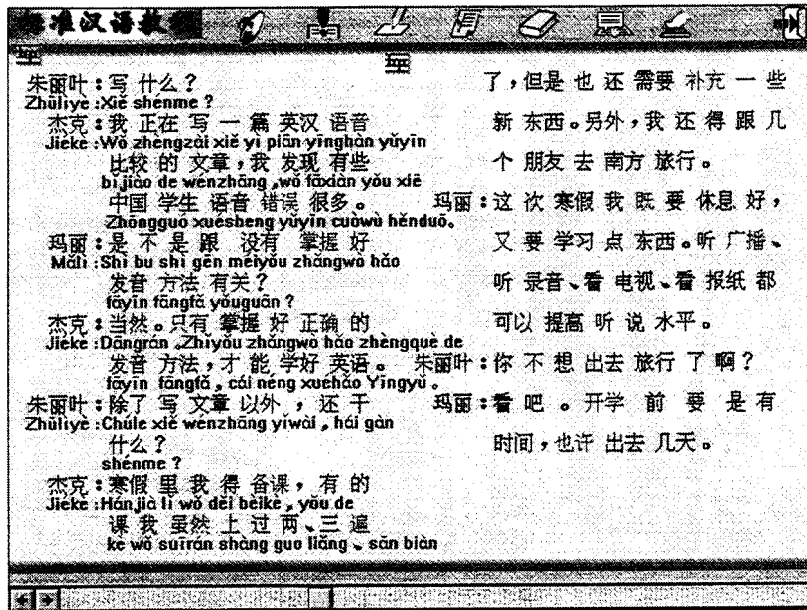 标准汉语教程
朱丽叶：写 什么？
Zhūlìyè :Xiě shenme ?
杰克：我 正在 写 一 篇 英汉 语音
Jiékè :Wǒ zhengzài xiě yì piān yīnghàn yǔyīn
比较 的 文章，我 发现 有些
bǐjiào de wenzhāng ,wǒ fāxiàn yǒu xiē
中国 学生 语音 错误 很多。
Zhōngguó xuésheng yǔyīn cuòwù hěnduō。
玛丽：是 不 是 跟 没有 掌握 好
Mǎlì :Shì bu shì gēn méiyǒu zhǎngwò hǎo
发音 方法 有关？
fāyīn fāngfǎ yǒuguān ?
杰克：当然。只有 掌握 好 正确 的
Jiékè :Dāngrán .Zhǐyǒu zhǎngwò hǎo zhèngquè de
发音 方法，才 能 学好 英语。
fāyīn fāngfǎ , cái néng xuéhǎo Yīngyǔ 。
朱丽叶：除了 写 文章 以外 ，还 干
Zhūlìyè :Chúle xiě wénzhāng yǐwài , hái gàn
什么？
shénme ?
杰克：寒假 里 我 得 备课，有 的
Jiékè :Hánjià lǐ wǒ děi bèikè, yǒu de
课 我 虽然 上 过 两、三 遍
kè wǒ suīrán shàng guo liǎng 、sān biàn
了，但是 也 还 需要 补充 一 些
新 东西。另外，我 还 得 跟 几
个 朋友 去 南方 旅行。
玛丽：这 次 寒假 我 既 要 休息 好，
又 要 学习 点 东西。听 广播、
听 录音、看 电视、看 报纸 都
可以 提高 听 说 水平。
朱丽叶：你 不 想 出去 旅行 了 啊？
玛丽：看 吧 。开学 前 要 是 有
时间，也许 出去 几天。